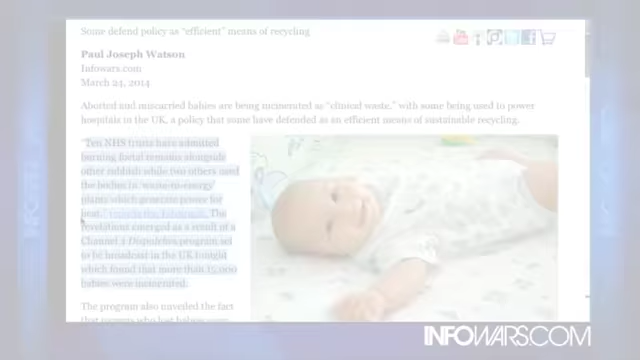 Some defend policy as “efficient” means of recycling
Paul Joseph Watson
Infowars.com
March 24, 2014
Aborted and miscarried babies are being incinerated as “clinical waste,” with some being used to power
hospitals in the UK, a policy that some have defended as an efficient means of sustainable recycling.
“Ten NHS trusts have admitted
burning foetal remains alongside
other rubbish while two others used
the bodies in ‘waste-to-energy’
plants which generate power for
heat,” reports the Telegraph. The
revelations emerged as a result of a
Channel 4 Dispatches program set
to be broadcast in the UK tonight
which found that more than 15,000
babies were incinerated.
The program also unveiled the fact
that
INFOWARS.COM